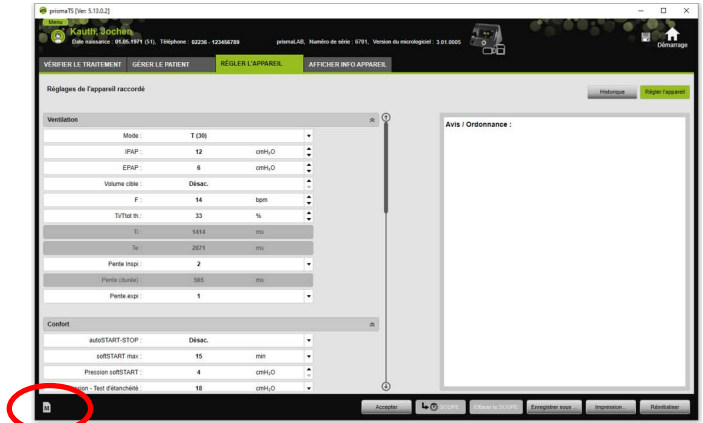 prismaTS [Ver: 5.13.0.2]
Menu
Kauth, Jochen
Date naissance : 01.05.1971 (51), Téléphone : 02236 - 123456789 prismaLAB, Numéro de série : 6701, Version du micrologiciel : 3.01.0005
Démarrage
VÉRIFIER LE TRAITEMENT GÉRER LE PATIENT RÉGLER L'APPAREIL AFFICHER INFO APPAREIL
Réglages de l'appareil raccordé
Historique Régler l'appareil
Ventilation
Avis / Ordonnance :
Mode : T (30)
IPAP : 12 cmH₂O
EPAP : 6 cmH₂O
Volume cible : Désac.
F : 14 bpm
Ti/Ttot th.: 33 %
Ti : 1414 ms
Te : 2871 ms
Pente Inspi : 2
Pente (durée) : 565 ms
Pente.expi : 1
Confort
autoSTART-STOP : Désac.
softSTART max : 15 min
Pression softSTART : 4 cmH₂O
Test d'étanchéité : 18 cmH₂O
M
Accepter SCOPE Effacer le SCOPE Enregistrer sous ... Impression... Réinitialiser